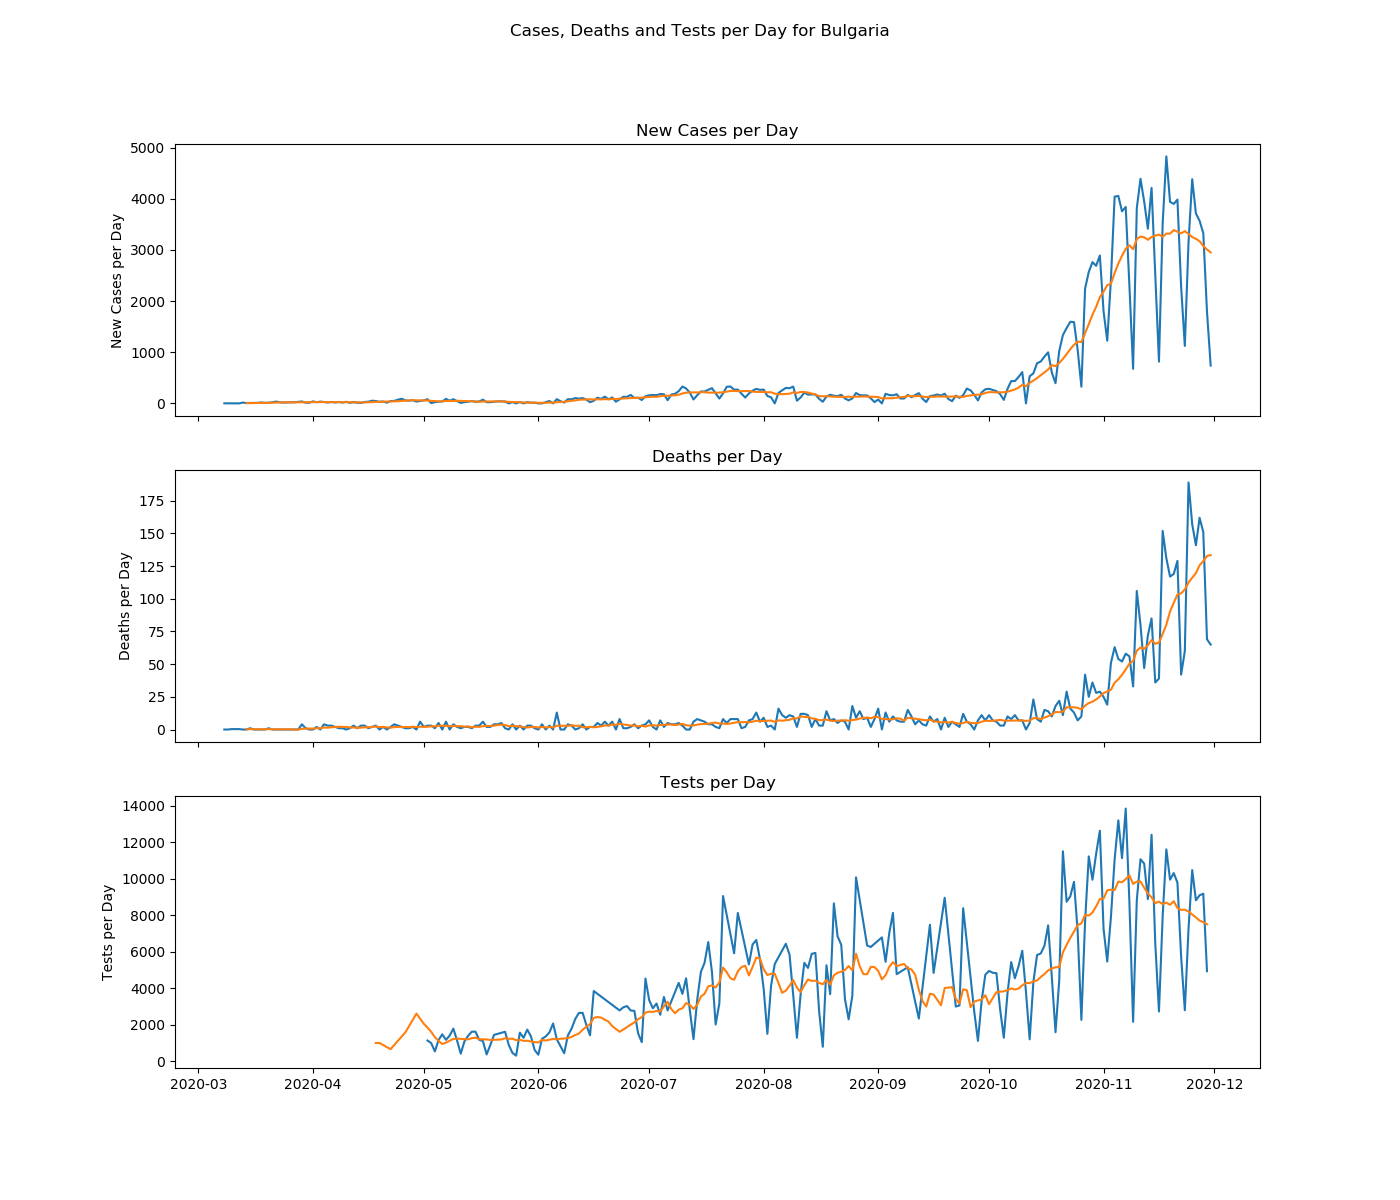 Cases, Deaths and Tests per Day for Bulgaria
New Cases per Day
5000
4000
3000
2000
1000
0
New Cases per Day
Deaths per Day
175
150
125
100
75
50
25
0
Deaths per Day
Tests per Day
14000
12000
10000
8000
6000
4000
2000
0
Tests per Day
2020-03 2020-04 2020-05 2020-06 2020-07 2020-08 2020-09 2020-10 2020-11 2020-12